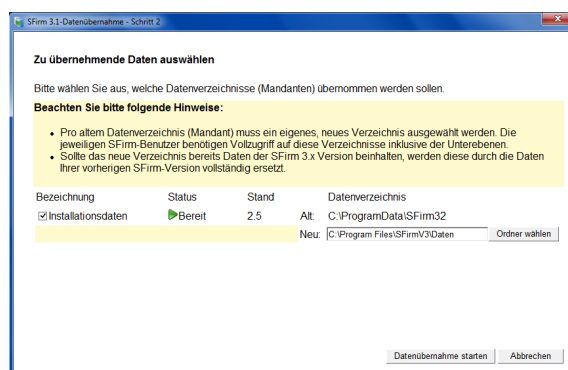 SFirm 3.1-Datenübernahme - Schritt 2
Zu übernehmende Daten auswählen
Bitte wählen Sie aus, welche Datenverzeichnisse (Mandanten) übernommen werden sollen.
Beachten Sie bitte folgende Hinweise:
• Pro altem Datenverzeichnis (Mandant) muss ein eigenes, neues Verzeichnis ausgewählt werden. Die
jeweiligen SFirm-Benutzer benötigen Vollzugriff auf diese Verzeichnisse inklusive der Unterebenen.
• Sollte das neue Verzeichnis bereits Daten der SFirm 3.x Version beinhalten, werden diese durch die Daten
Ihrer vorherigen SFirm-Version vollständig ersetzt.
Bezeichnung Status Stand Datenverzeichnis
Installationsdaten Bereit 2.5 Alt: C:\ProgramData\SFirm32
Neu: C:\Program Files\SFirmV3\Daten Ordner wählen
Datenübernahme starten Abbrechen